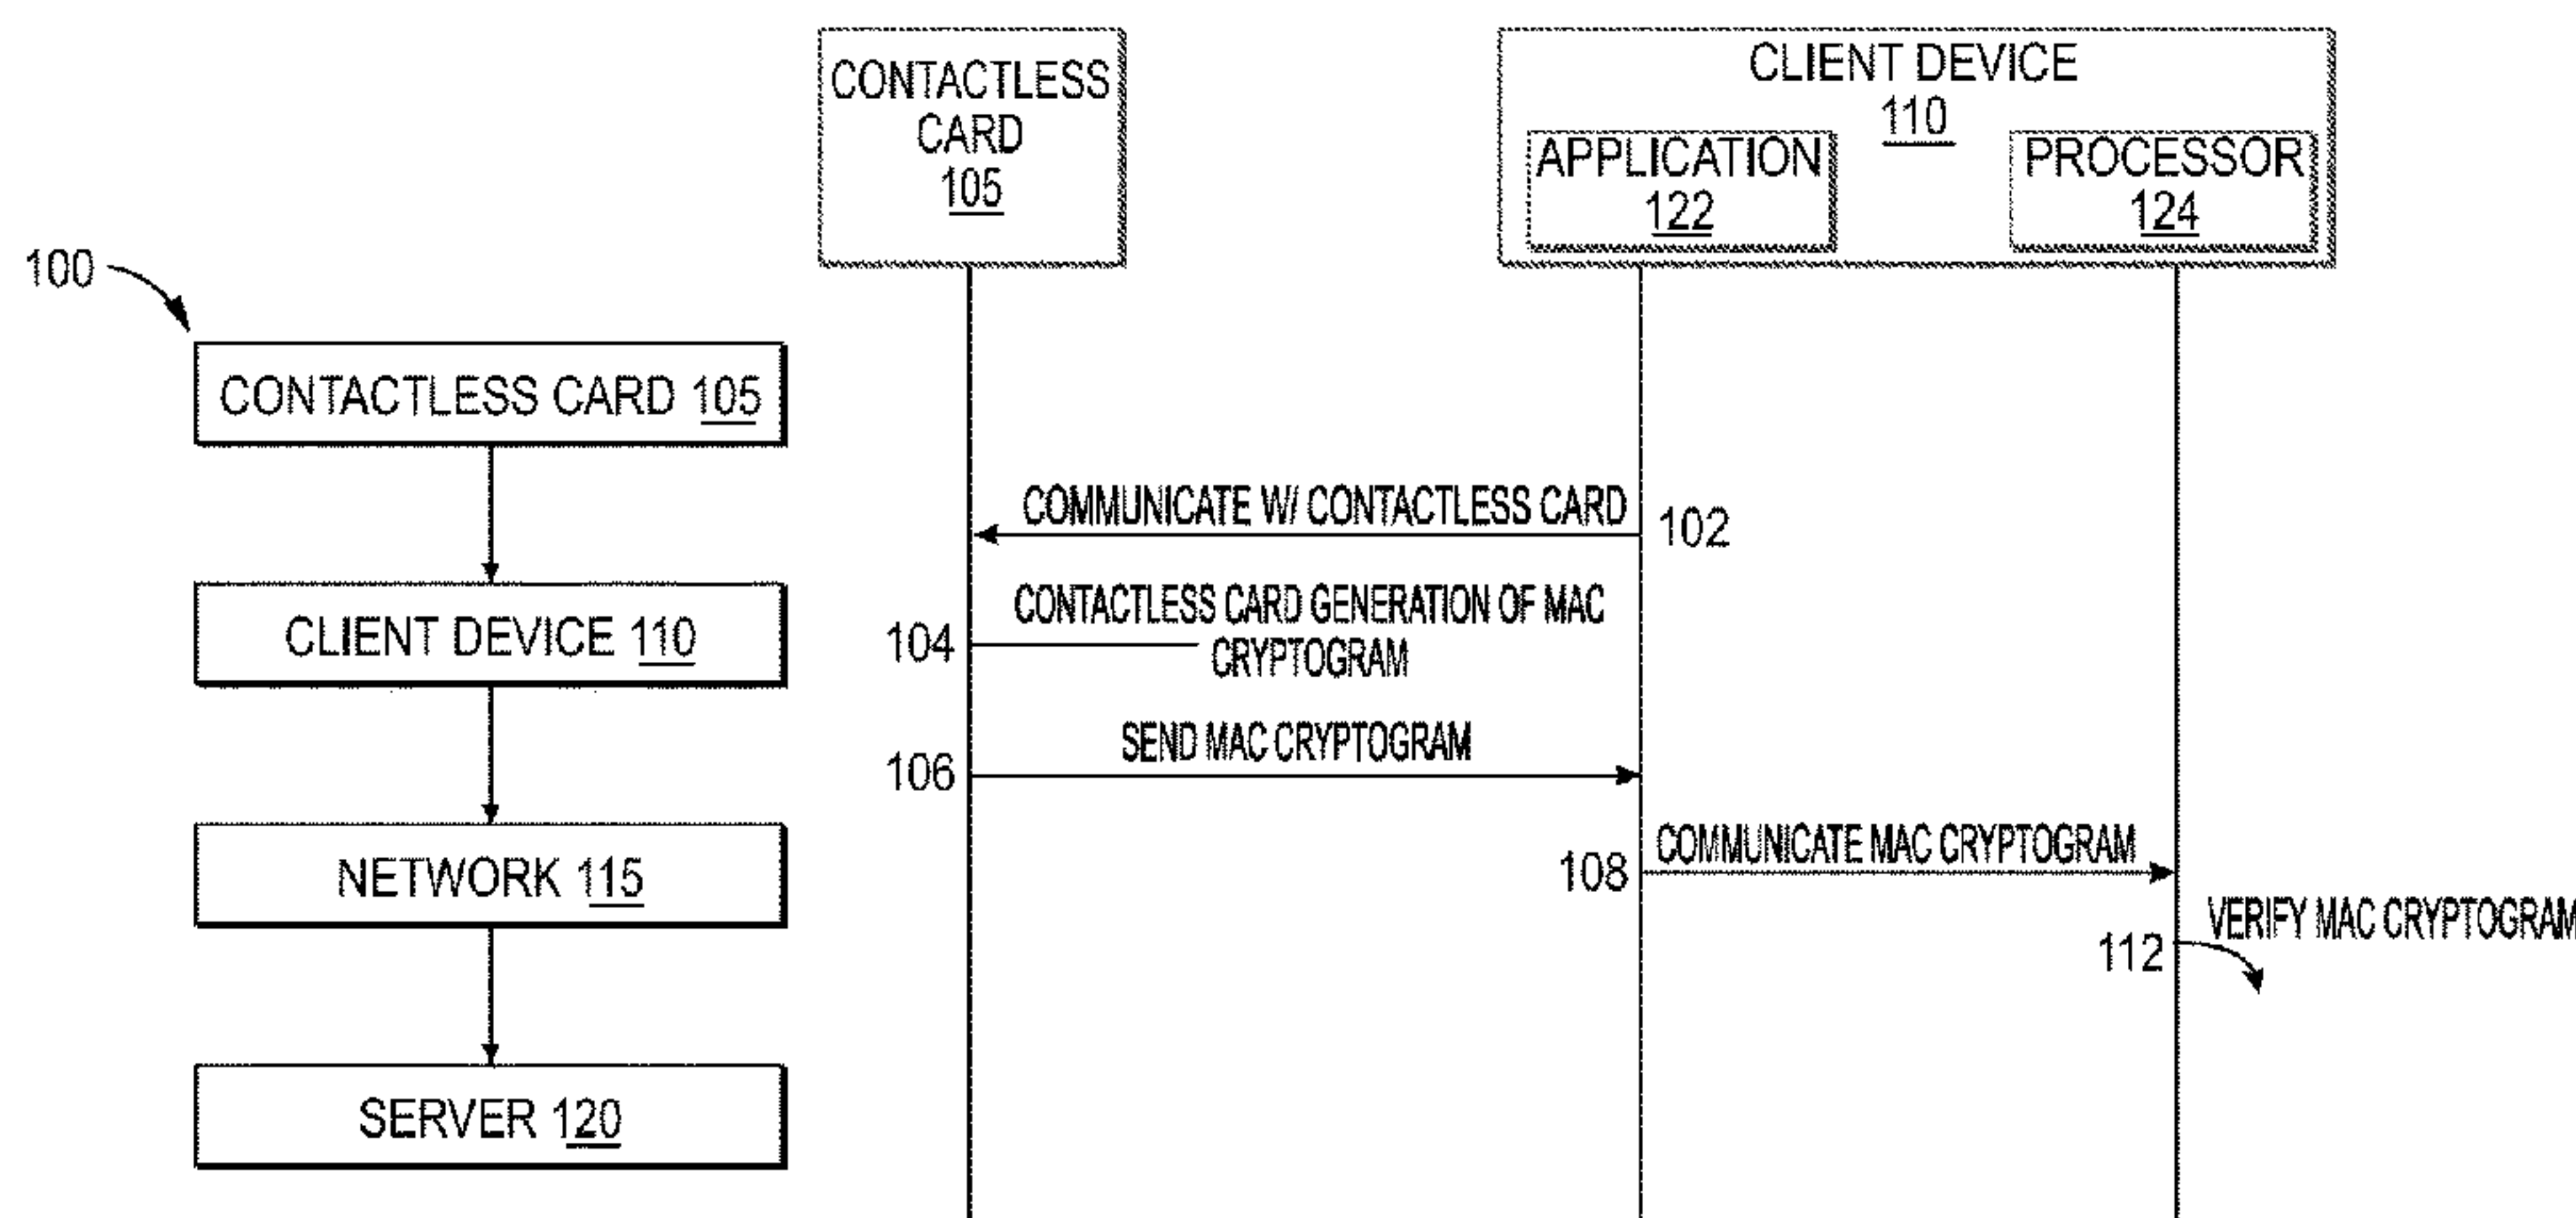 100
CONTACTLESS CARD 105
CLIENT DEVICE 110
NETWORK 115
SERVER 120
CONTACTLESS
CARD
105
CLIENT DEVICE
110
APPLICATION
122
PROCESSOR
124
COMMUNICATE W/ CONTACTLESS CARD
102
CONTACTLESS CARD GENERATION OF MAC
104
CRYPTOGRAM
SEND MAC CRYPTOGRAM
106
COMMUNICATE MAC CRYPTOGRAM
108
VERIFY MAC CRYPTOGRAM
112